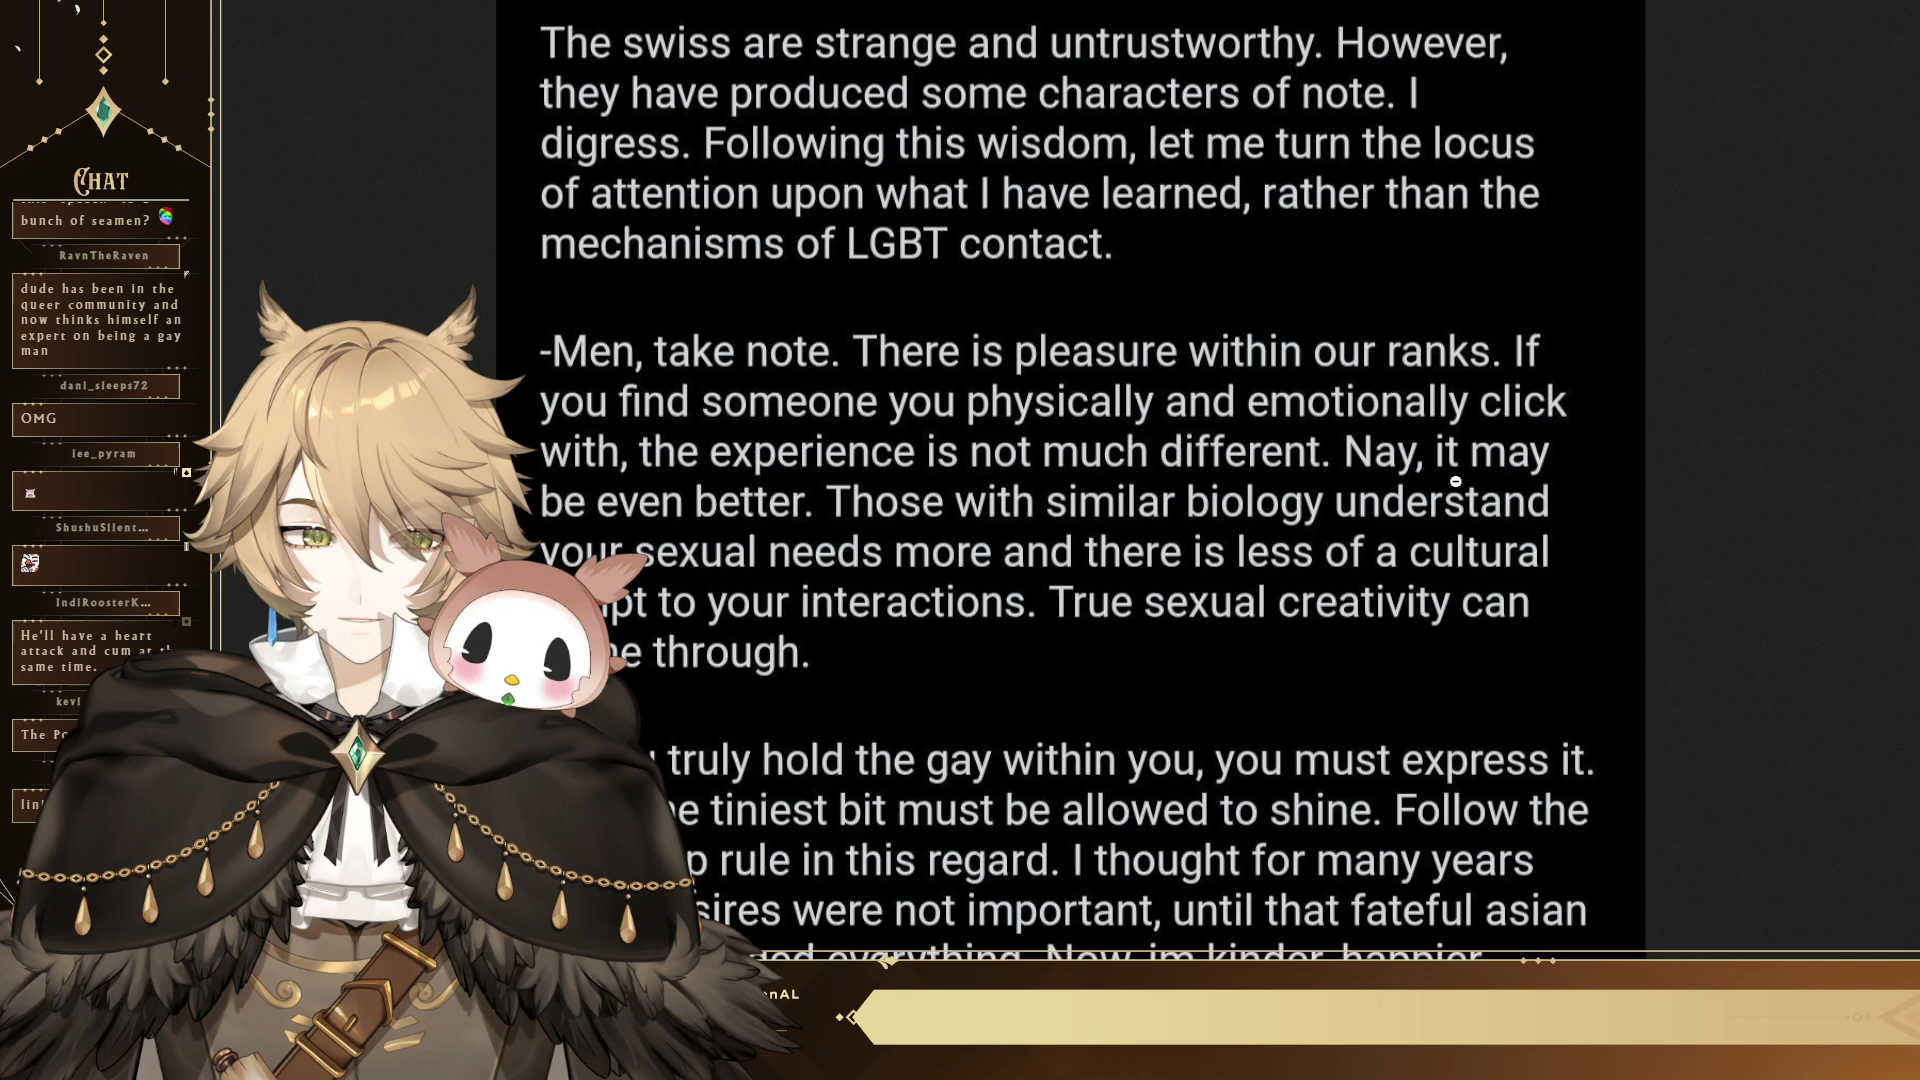 CHAT
bunch of seamen?
RavnTheRaven
dude has been in the
queer community and
now thinks himself an
expert on being a gay
man
dani_sleeps72
OMG
lee_pyram
ShushuSilent...
IndiRoosterK...
He'll have a heart
attack and cum at
same time.
The
The swiss are strange and untrustworthy. However,
they have produced some characters of note. I
digress. Following this wisdom, let me turn the locus
of attention upon what I have learned, rather than the
mechanisms of LGBT contact.
-Men, take note. There is pleasure within our ranks. If
you find someone you physically and emotionally click
with, the experience is not much different. Nay, it may
be even better. Those with similar biology understand
your sexual needs more and there is less of a cultural
to your interactions. True sexual creativity can
through.
truly hold the gay within you, you must express it.
tiniest bit must be allowed to shine. Follow the
rule in this regard. I thought for many years
were not important, until that fateful asian
everything. Now, im kinder, happier